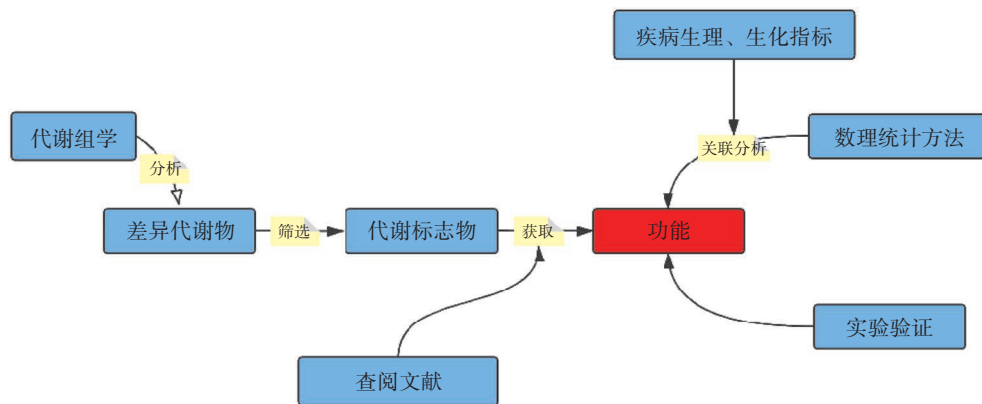 疾病生理、生化指标
代谢组学
数理统计方法
关联分析
分析
差异代谢物
筛选
代谢标志物
获取
功能
实验验证
查阅文献